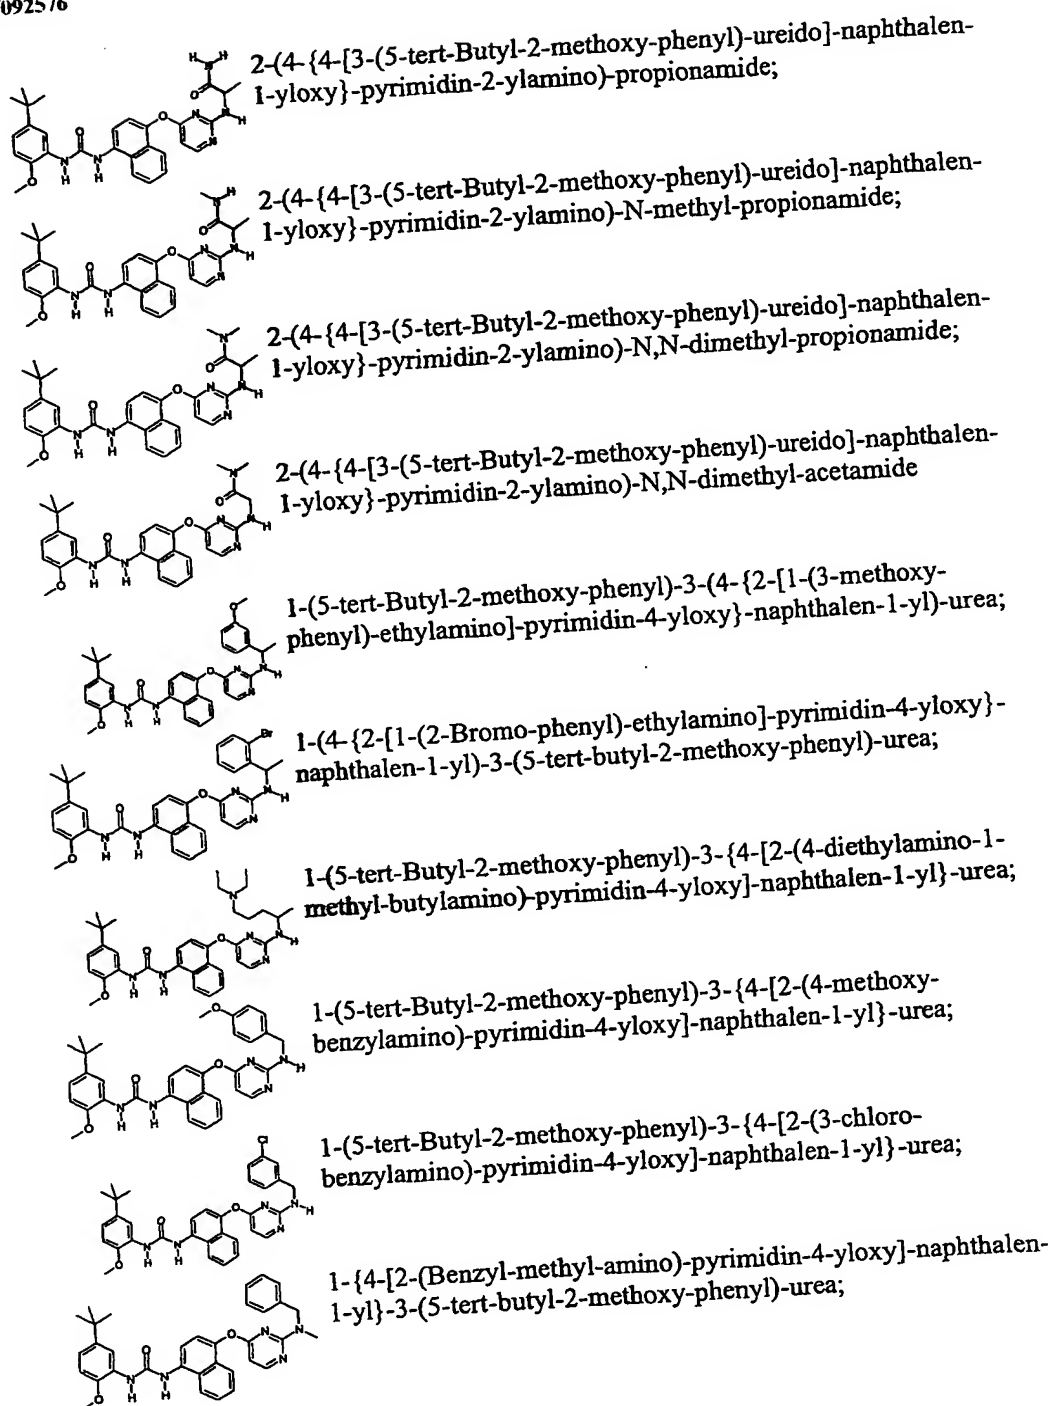 2-(4-{4-[3-(5-tert-Butyl-2-methoxy-phenyl)-ureido]-naphthalen-
1-yloxy}-pyrimidin-2-ylamino)-propionamide;
2-(4-{4-[3-(5-tert-Butyl-2-methoxy-phenyl)-ureido]-naphthalen-
1-yloxy}-pyrimidin-2-ylamino)-N-methyl-propionamide;
2-(4-{4-[3-(5-tert-Butyl-2-methoxy-phenyl)-ureido]-naphthalen-
1-yloxy}-pyrimidin-2-ylamino)-N,N-dimethyl-propionamide;
2-(4-{4-[3-(5-tert-Butyl-2-methoxy-phenyl)-ureido]-naphthalen-
1-yloxy}-pyrimidin-2-ylamino)-N,N-dimethyl-acetamide
1-(5-tert-Butyl-2-methoxy-phenyl)-3-(4-{2-[1-(3-methoxy-
phenyl)-ethylamino]-pyrimidin-4-yloxy}-naphthalen-1-yl)-urea;
1-(4-{2-[1-(2-Bromo-phenyl)-ethylamino]-pyrimidin-4-yloxy}-
naphthalen-1-yl)-3-(5-tert-butyl-2-methoxy-phenyl)-urea;
1-(5-tert-Butyl-2-methoxy-phenyl)-3-{4-[2-(4-diethylamino-1-
methyl-butylamino)-pyrimidin-4-yloxy]-naphthalen-1-yl}-urea;
1-(5-tert-Butyl-2-methoxy-phenyl)-3-{4-[2-(4-methoxy-
benzylamino)-pyrimidin-4-yloxy]-naphthalen-1-yl}-urea;
1-(5-tert-Butyl-2-methoxy-phenyl)-3-{4-[2-(3-chloro-
benzylamino)-pyrimidin-4-yloxy]-naphthalen-1-yl}-urea;
1-{4-[2-(Benzyl-methyl-amino)-pyrimidin-4-yloxy]-naphthalen-
1-yl}-3-(5-tert-butyl-2-methoxy-phenyl)-urea;